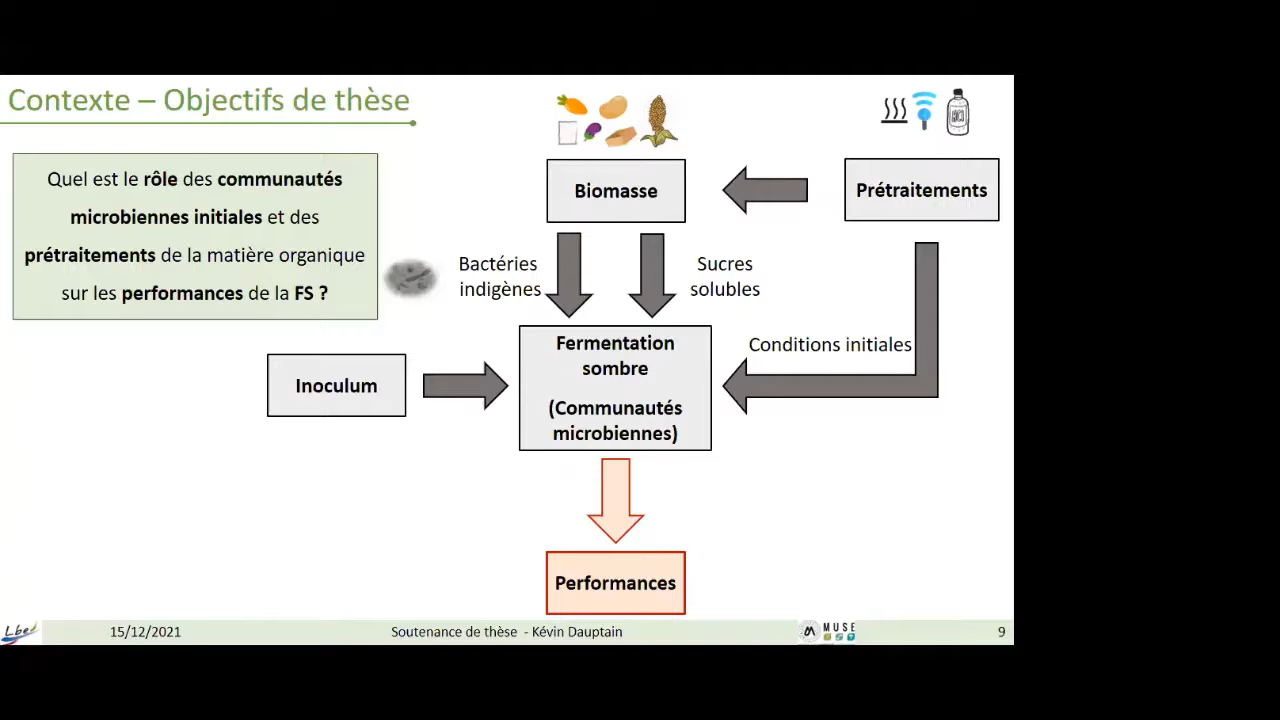 Contexte – Objectifs de thèse
Quel est le rôle des communautés
microbiennes initiales et des
prétraitements de la matière organique
sur les performances de la FS ?
Biomasse
Prétraitements
Bactéries
indigènes
Sucres
solubles
Conditions initiales
Inoculum
Fermentation
sombre
(Communautés
microbiennes)
Performances
Lbe
15/12/2021
Soutenance de thèse - Kévin Dauptain
MUSE
9